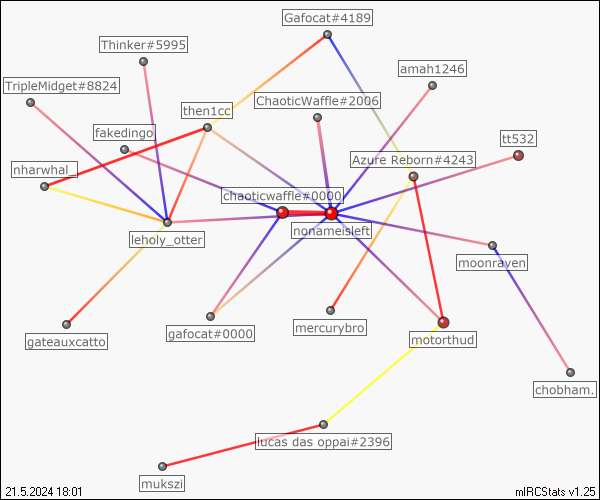 Gafocat#4189
Thinker#5995
amah1246
TripleMidget#8824
ChaoticWaffle#2006
then1cc
fakedingo_
tt532
Azure Reborn#4243
nharwhal_
chaoticwaffle#0000
nonameisleft
leholy_otter
moonraven
gafocat#0000
mercurybro
gateauxcatto
motorthud
chobham.
lucas das oppai#2396
mukszi
21.5.2024 18:01
mIRCStats v1.25